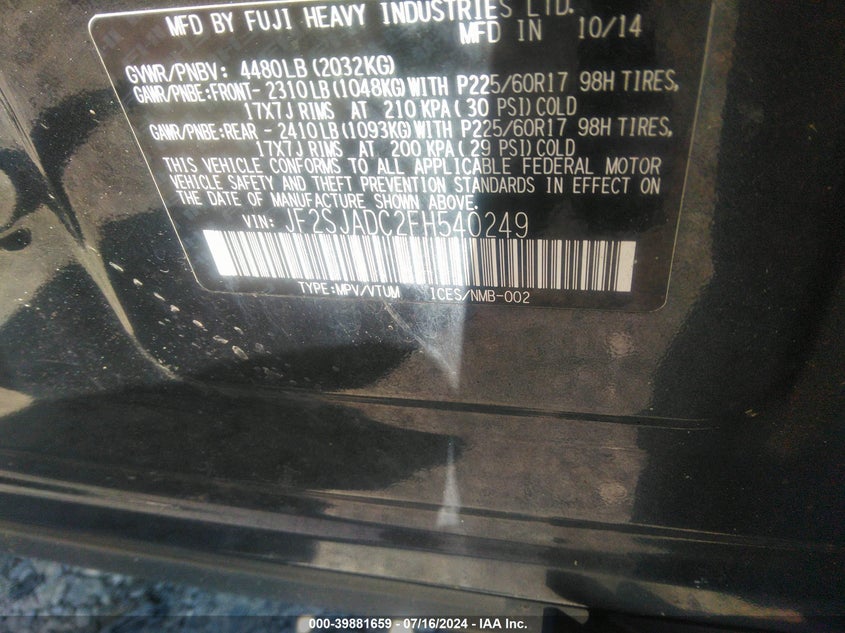 MFD BY FUJI HEAVY INDUSTRIES LTD.
MFD IN 10/14
GVWR/PNBV: 4480LB(2032KG)
GAWR/PNBE:FRONT- 2310LB(1048KG)WITH P225/60R17 98H TIRES,
17X7J RIMS AT 210 KPA(30 PSI)COLD
GAWR/PNBE:REAR - 2410LB(1093KG)WITH P225/60R17 98H TIRES,
17X7J RIMS AT 200 KPA(29 PSI)COLD
THIS VEHICLE CONFORMS TO ALL APPLICABLE FEDERAL MOTOR
VEHICLE SAFETY AND THEFT PREVENTION STANDARDS IN EFFECT ON
THE DATE OF MANUFACTURE SHOWN ABOVE.
VIN: JF2SJADC2FH540249
TYPE:MPV/VTUM ICES/NMB-002
000-39881659 - 07/16/2024 - © IAA Inc.